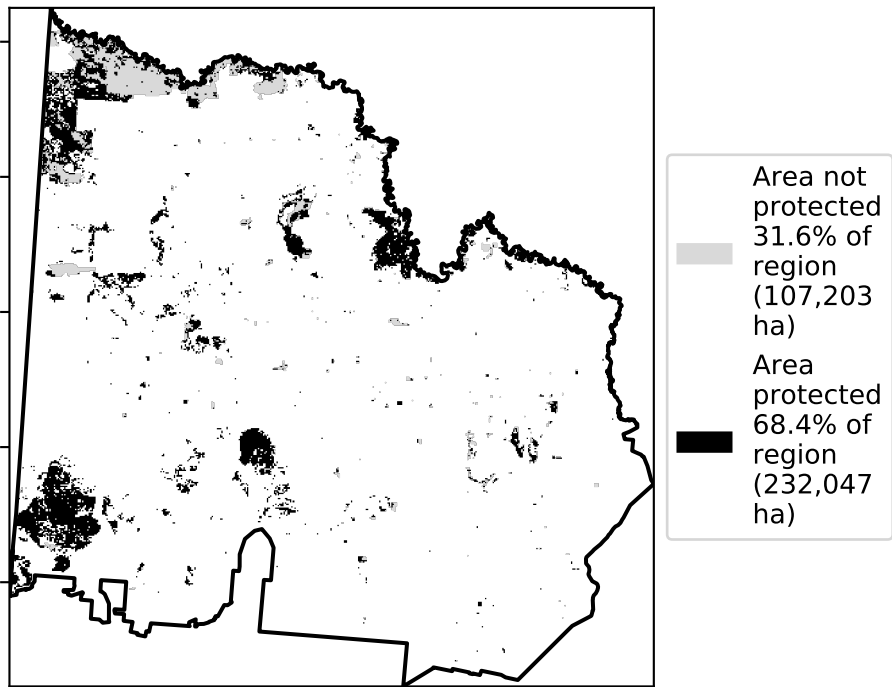 Area not
protected
31.6% of
region
(107,203
ha)
Area
protected
68.4% of
region
(232,047
ha)